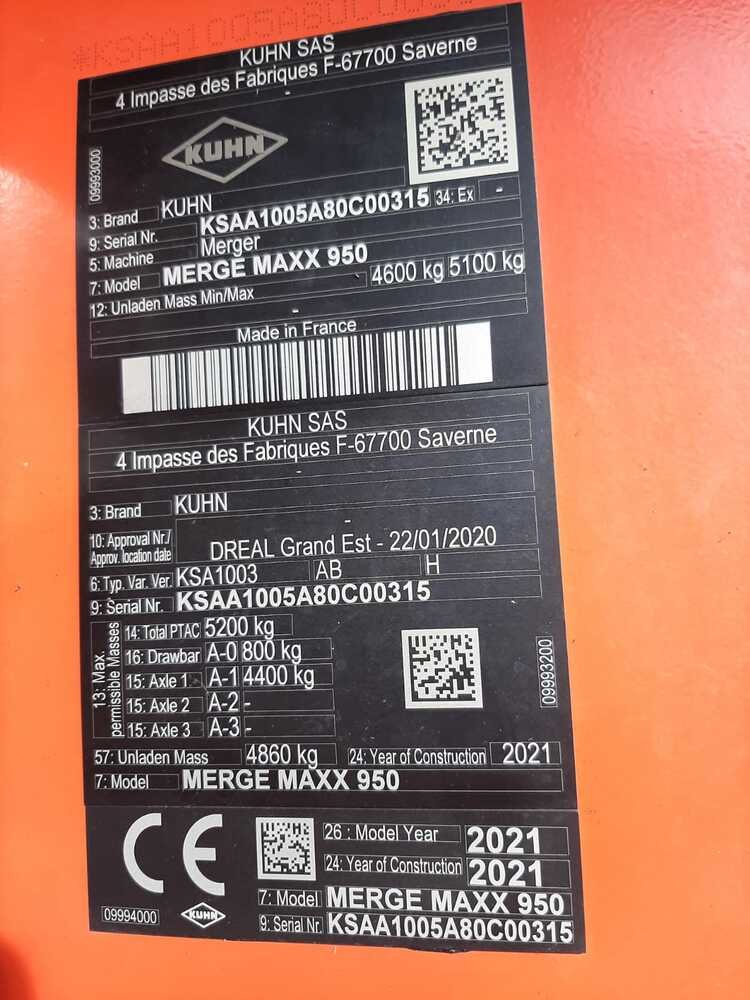 *KSAA1005A80C00
KUHN SAS
4 Impasse des Fabriques F-67700 Saverne
-
KUHN
09993000
3: Brand KUHN
9: Serial Nr. KSAA1005A80C00315 34: Ex -
5: Machine Merger
7: Model MERGE MAXX 950
12: Unladen Mass Min/Max 4600 kg 5100 kg
-
Made in France
KUHN SAS
4 Impasse des Fabriques F-67700 Saverne
3: Brand KUHN
-
10: Approval Nr./
Approv. location date DREAL Grand Est - 22/01/2020
6: Typ. Var. Ver. KSA1003 AB H
9: Serial Nr. KSAA1005A80C00315
13: Max.
permissible Masses
14: Total PTAC 5200 kg
16: Drawbar A-0 800 kg
15: Axle 1 A-1 4400 kg
15: Axle 2 A-2 -
15: Axle 3 A-3 -
09993200
57: Unladen Mass 4860 kg 24: Year of Construction 2021
7: Model MERGE MAXX 950
CE
26 : Model Year 2021
24: Year of Construction 2021
7: Model MERGE MAXX 950
09994000 KUHN 9: Serial Nr. KSAA1005A80C00315